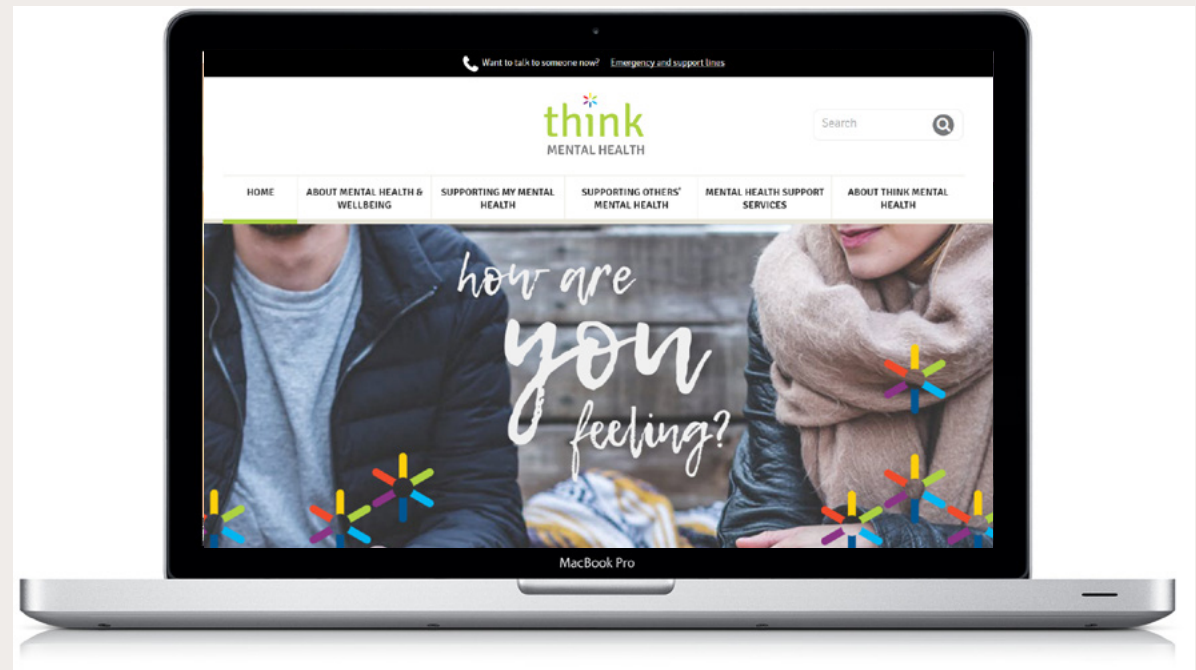 Want to talk to someone now? Emergency and support lines
think
MENTAL HEALTH
Search
HOME
ABOUT MENTAL HEALTH &
WELLBEING
SUPPORTING MY MENTAL
HEALTH
SUPPORTING OTHERS'
MENTAL HEALTH
MENTAL HEALTH SUPPORT
SERVICES
ABOUT THINK MENTAL
HEALTH
how are
you
feeling?
MacBook Pro